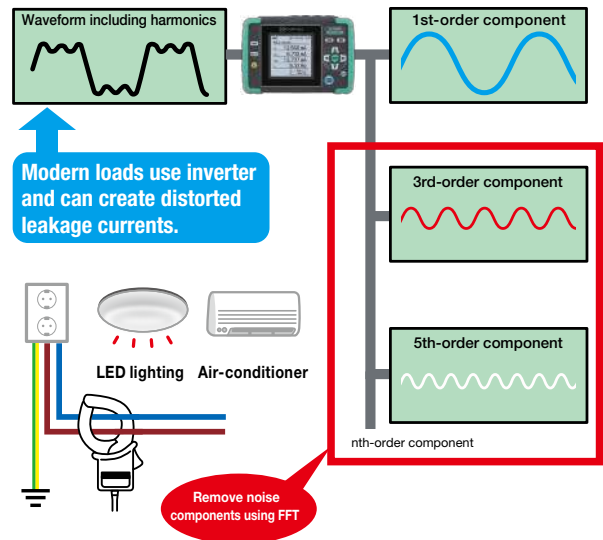 Waveform including harmonics
1st-order component
Modern loads use inverter
and can create distorted
leakage currents.
3rd-order component
LED lighting
Air-conditioner
5th-order component
nth-order component
Remove noise
components using FFT